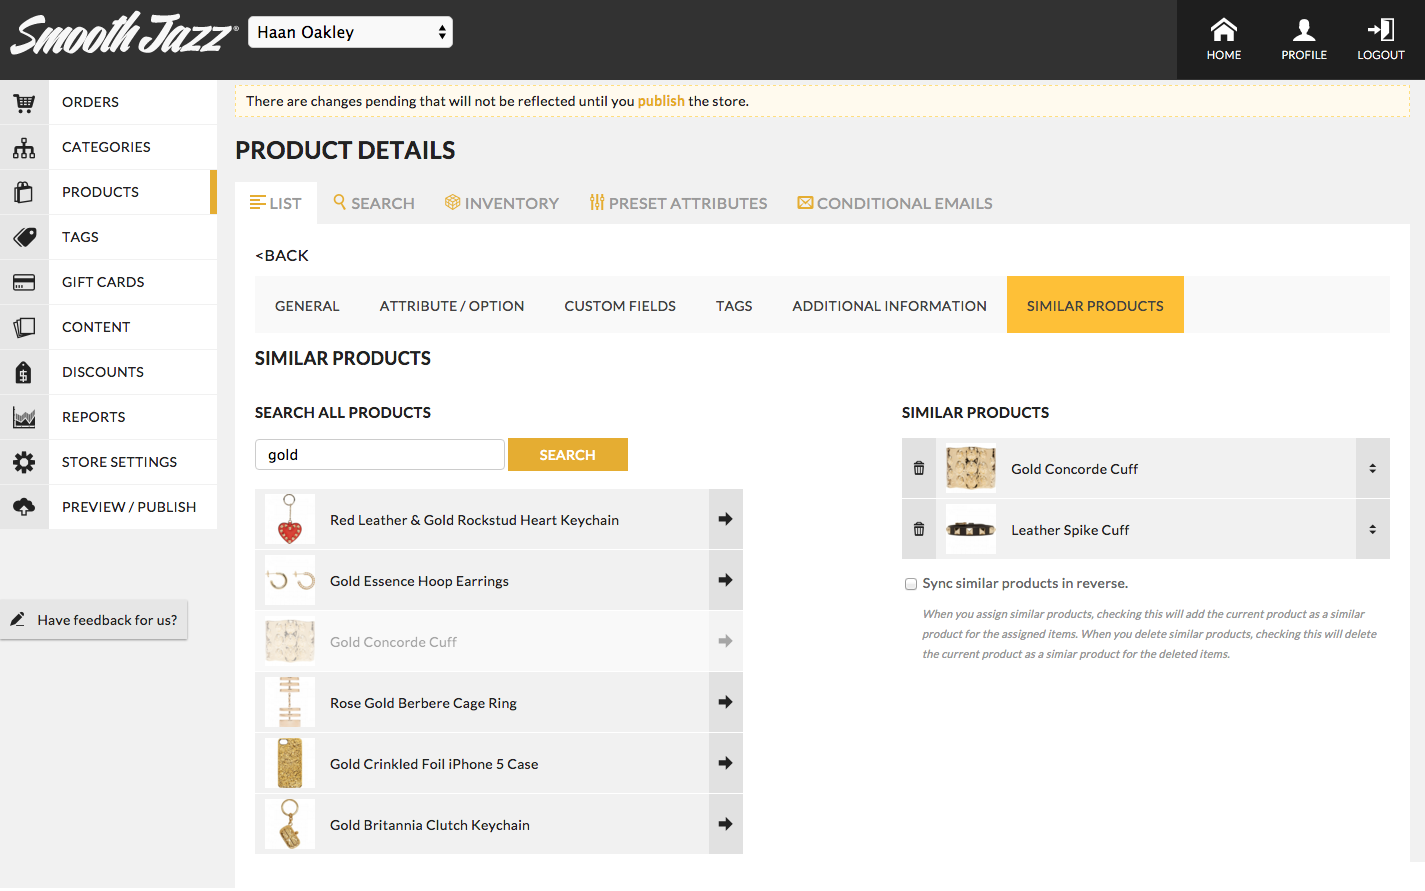 Smooth Jazz®
Haan Oakley
HOME
PROFILE
LOGOUT
ORDERS
CATEGORIES
PRODUCTS
TAGS
GIFT CARDS
CONTENT
DISCOUNTS
REPORTS
STORE SETTINGS
PREVIEW / PUBLISH
Have feedback for us?
There are changes pending that will not be reflected until you publish the store.
PRODUCT DETAILS
LIST
SEARCH
INVENTORY
PRESET ATTRIBUTES
CONDITIONAL EMAILS
<BACK
GENERAL
ATTRIBUTE / OPTION
CUSTOM FIELDS
TAGS
ADDITIONAL INFORMATION
SIMILAR PRODUCTS
SIMILAR PRODUCTS
SEARCH ALL PRODUCTS
gold
SEARCH
Red Leather & Gold Rockstud Heart Keychain
Gold Essence Hoop Earrings
Gold Concorde Cuff
Rose Gold Berbere Cage Ring
Gold Crinkled Foil iPhone 5 Case
Gold Britannia Clutch Keychain
SIMILAR PRODUCTS
Gold Concorde Cuff
Leather Spike Cuff
Sync similar products in reverse.
When you assign similar products, checking this will add the current product as a similar
product for the assigned items. When you delete similar products, checking this will delete
the current product as a simiar product for the deleted items.